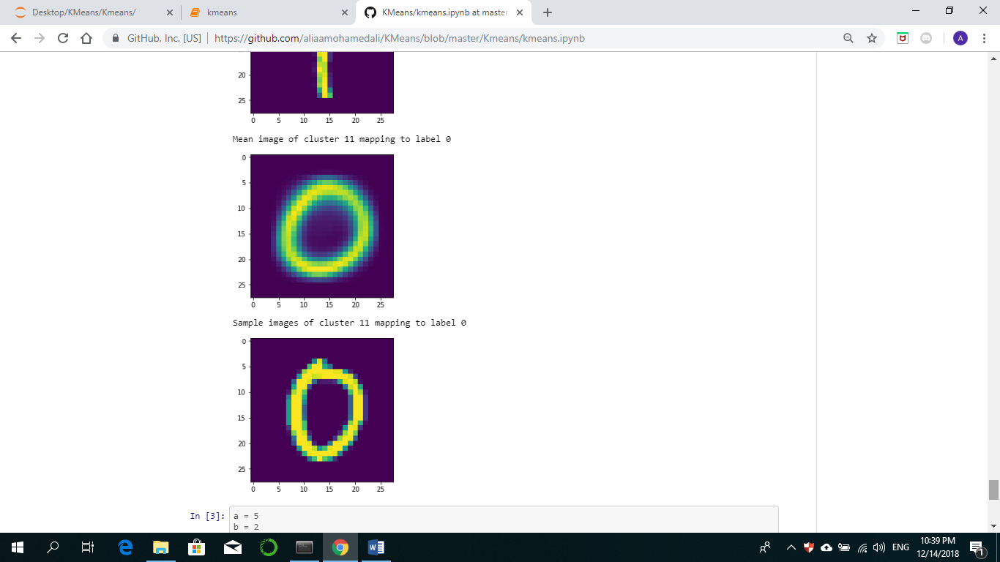 Desktop/KMeans/Kmeans/
kmeans
KMeans/kmeans.ipynb at master
GitHub, Inc. [US]
https://github.com/aliaamohamedali/KMeans/blob/master/Kmeans/kmeans.ipynb
A
20
25
0 5 10 15 20 25
Mean image of cluster 11 mapping to label 0
0
5
10
15
20
25
0 5 10 15 20 25
Sample images of cluster 11 mapping to label 0
0
5
10
15
20
25
0 5 10 15 20 25
In [3]: a = 5
b = 2
ENG
10:39 PM
12/14/2018
1